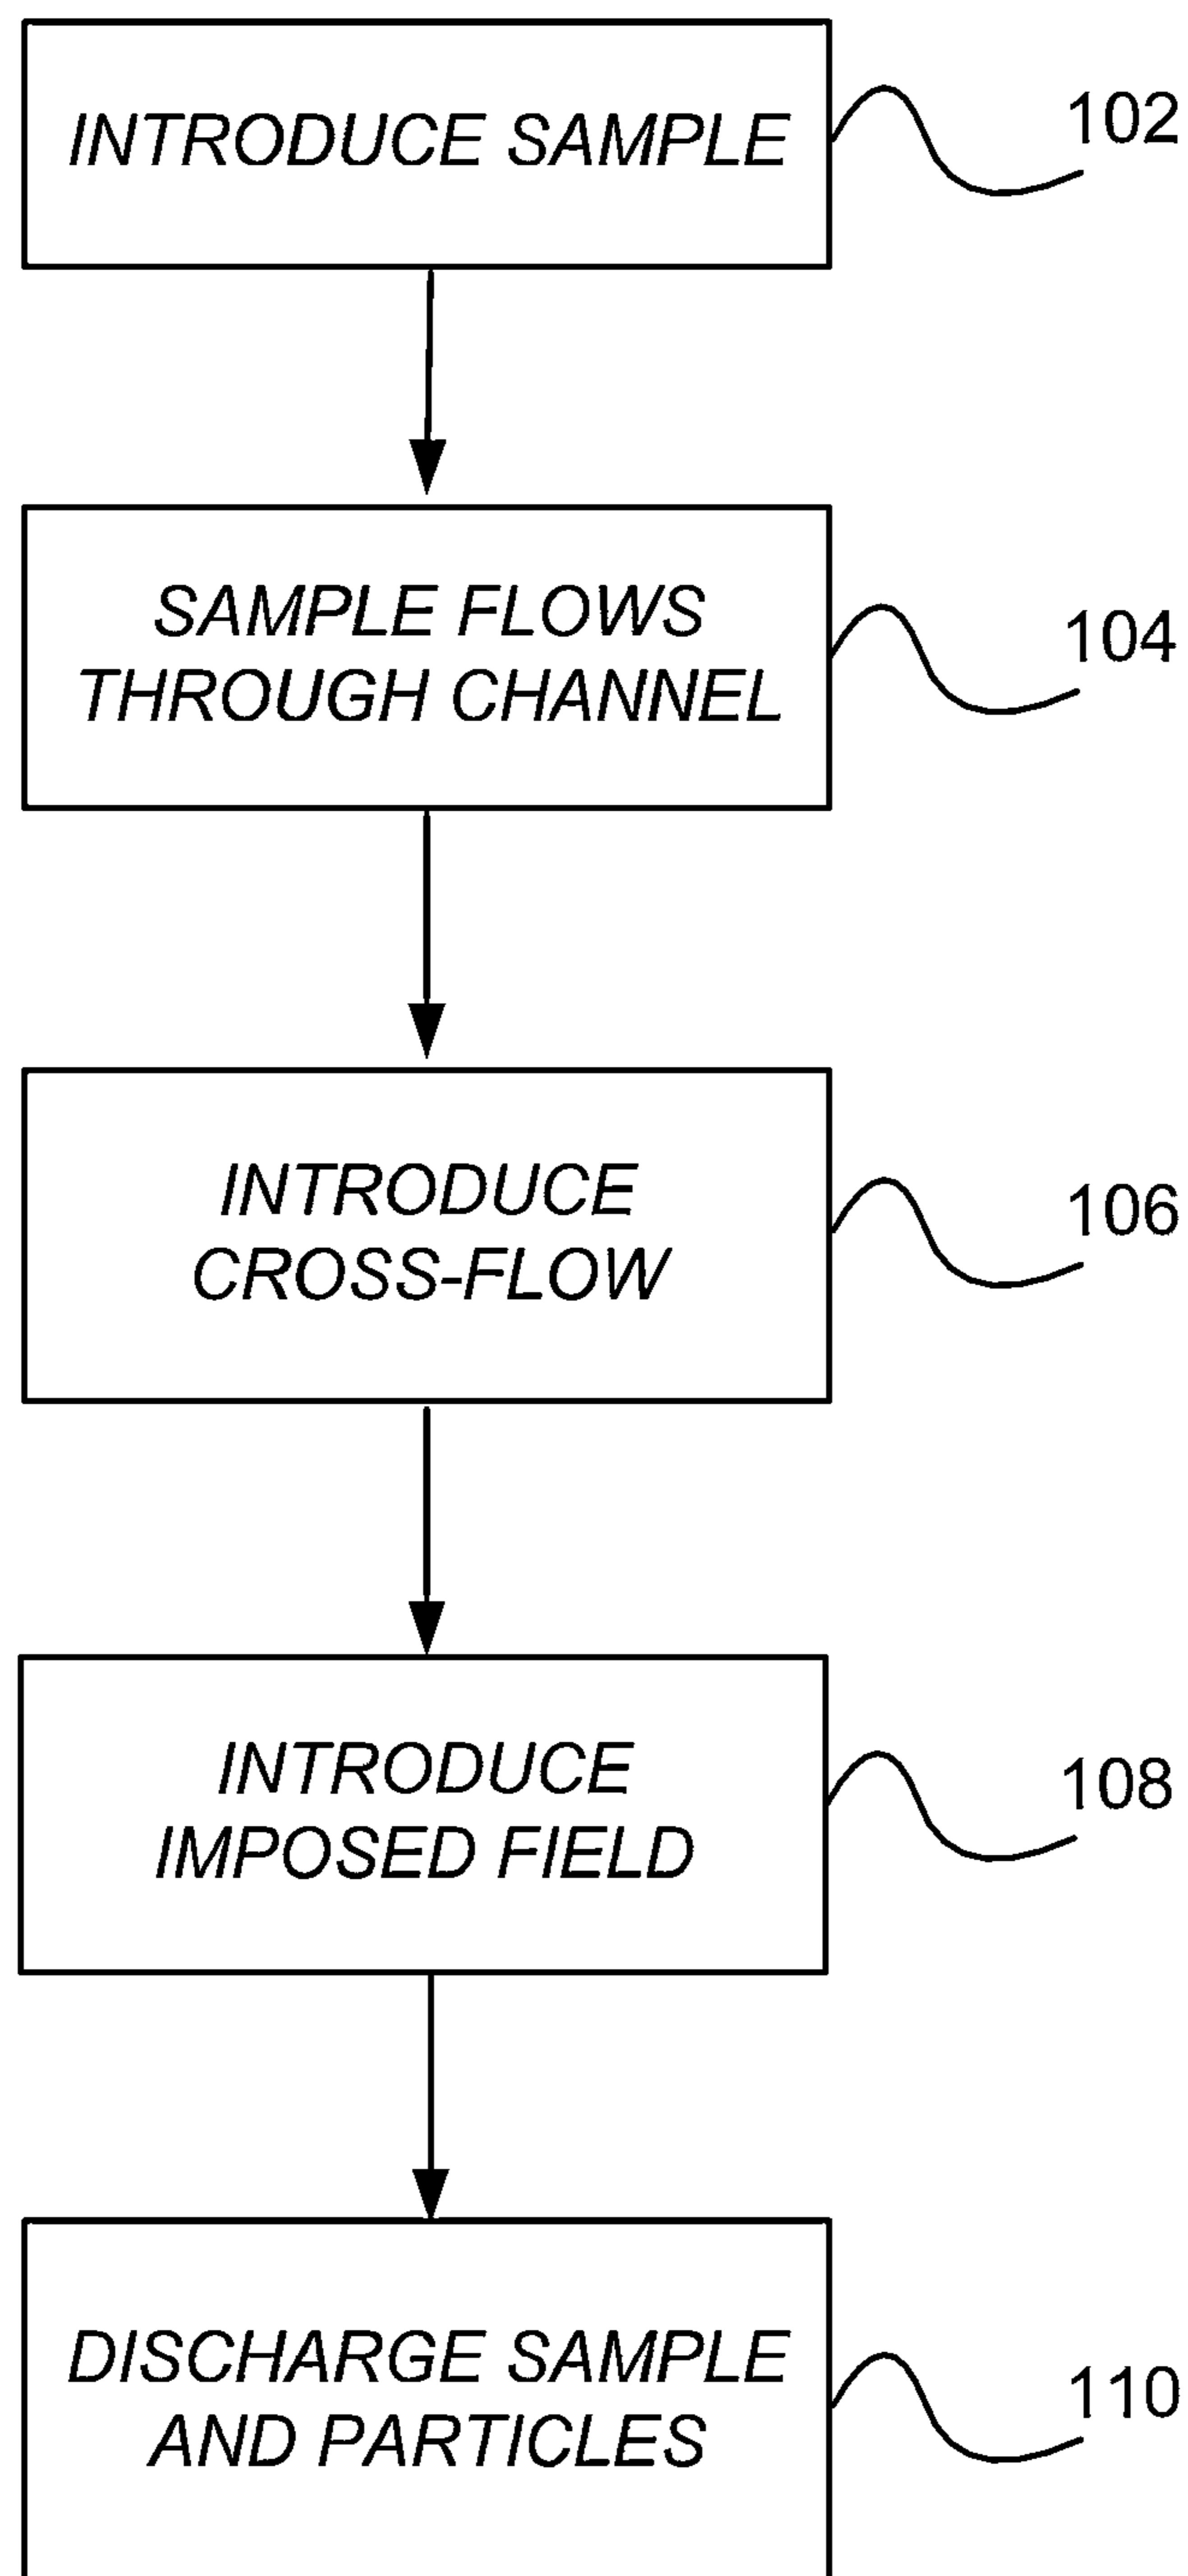 INTRODUCE SAMPLE
102
SAMPLE FLOWS
THROUGH CHANNEL
104
INTRODUCE
CROSS-FLOW
106
INTRODUCE
IMPOSED FIELD
108
DISCHARGE SAMPLE
AND PARTICLES
110